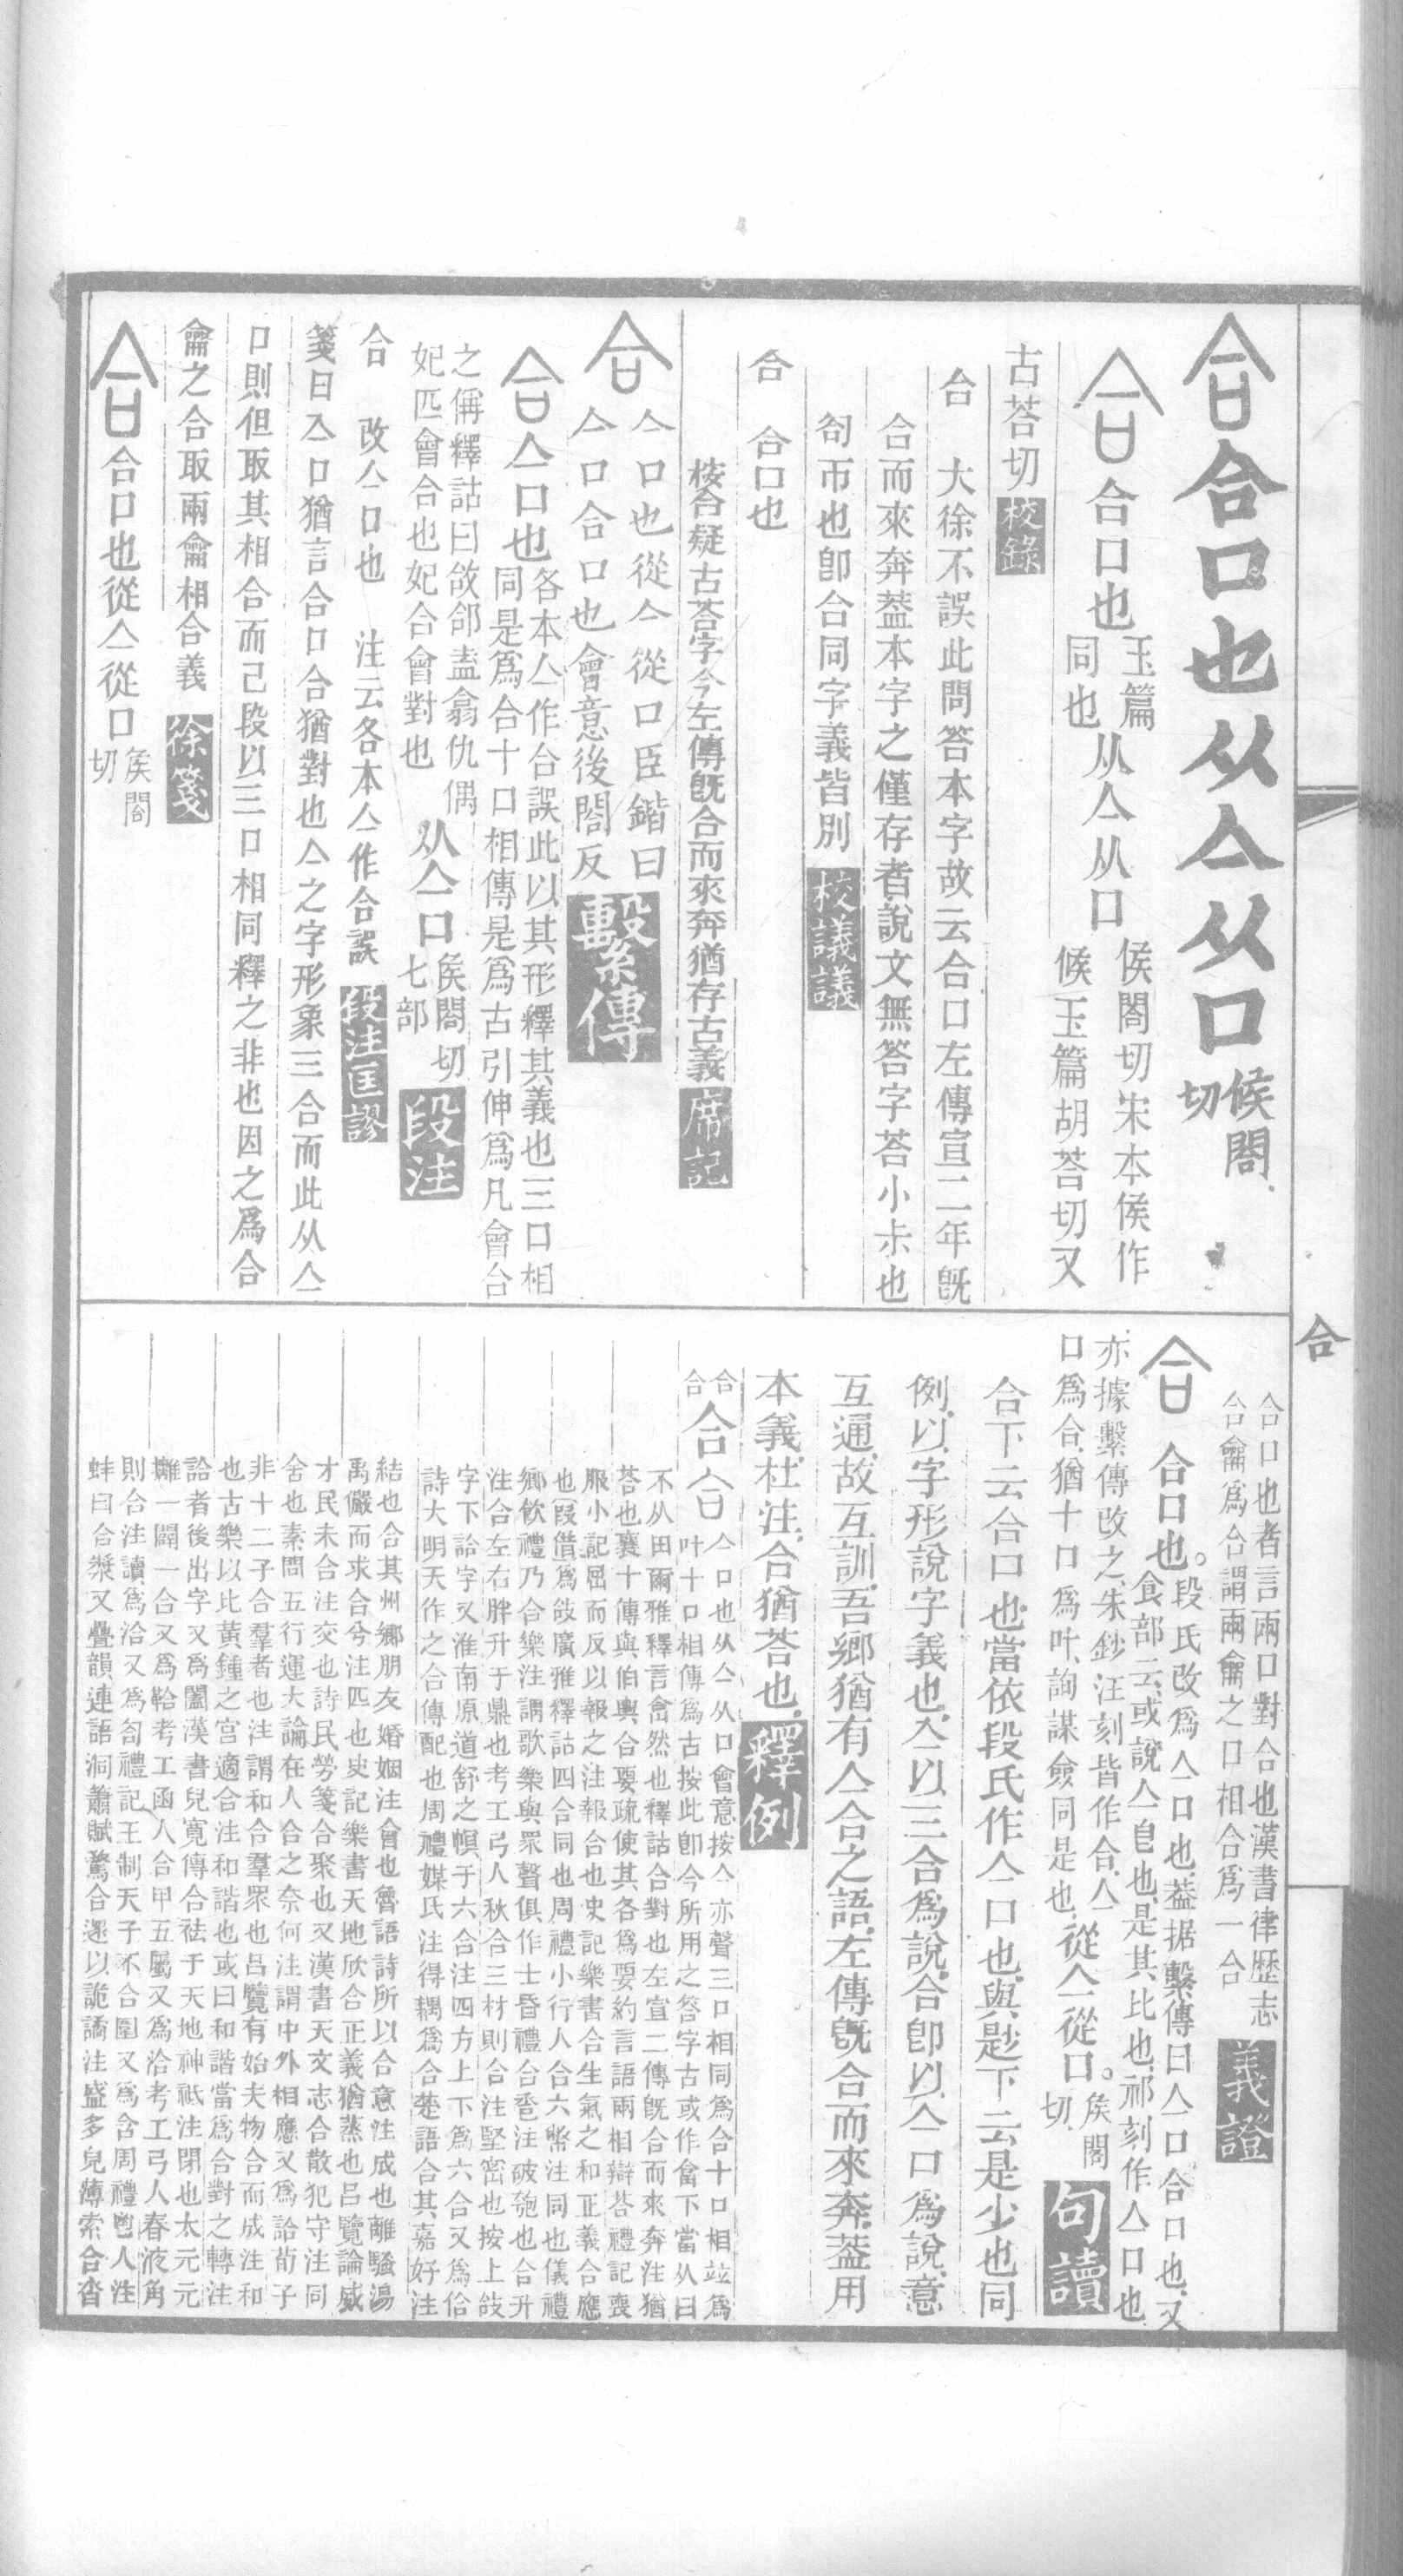 合合口也从亼从口候閤切
合合口也玉篇同也从亼从口侯閤切宋本侯作候玉篇胡荅切又
古荅切校錄
合 大徐不誤此問答本字故云合口左傳宣二年旣
合而來奔葢本字之僅存者說文無答字荅小尗也
匌帀也卽合同字義皆別校議議
合 合口也
桉合疑古荅字今左傳旣合而來奔猶存古義席記
合亼口也從亼從口臣鍇曰亼口合口也會意後閤反繫傳
合亼口也各本亼作合誤此以其形釋其義也三口相同是爲合十口相傳是爲古引伸爲凡會合
之偁釋詁曰敆郃盍翕仇偶妃匹會合也妃合會對也从亼口矦閤切七部段注
合 改亼口也 注云各本亼作合誤段注匡謬
箋曰亼口猶言合口合猶對也亼之字形象三合而此从亼
口則但取其相合而已段以三口相同釋之非也因之爲合
龠之合取兩龠相合義徐箋
合合口也從亼從口矦閤切
合
合口也者言兩口對合也漢書律歷志合龠爲合謂兩龠之口相合爲一合義證
合合口也。段氏改爲亼口也葢据繫傳曰亼口合口也又食部云或說亼皀也是其比也祁刻作亼口也
亦據繫傳改之朱鈔汪刻皆作合亼口爲合猶十口爲叶詢謀僉同是也從亼從口。矦閤切句讀
合下云合口也當依段氏作亼口也與尟下云是少也同
例以字形說字義也亼以三合爲說合卽以亼口爲說意
互通故互訓吾鄉猶有亼合之語左傳旣合而來奔葢用
本義杜注合猶荅也釋例
合合合合亼口也从亼从口會意按亼亦聲三口相同爲合十口相竝爲叶十口相傳爲古按此卽今所用之答字古或作畣下當从曰
不从田爾雅釋言畣然也釋詁合對也左宣二傳旣合而來奔注猶荅也襄十傳與伯輿合要疏使其各爲要約言語兩相辯荅禮記喪
服小記屈而反以報之注報合也史記樂書合生氣之和正義合應也叚借爲敆廣雅釋詁四合同也周禮小行人合六幣注同也儀禮
鄉飲禮乃合樂注謂歌樂與眾聲俱作士昏禮合巹注破匏也合升注合左右胖升于鼎也考工弓人秋合三材則合注堅密也按上敆
字下詥字又淮南原道舒之幎于六合注四方上下爲六合又爲佮詩大明天作之合傳配也周禮媒氏注得耦爲合楚語合其嘉好注
結也合其州鄉朋友婚姻注會也魯語詩所以合意注成也離騷湯禹儼而求合兮注匹也史記樂書天地欣合正義猶蒸也呂覽論威
才民未合注交也詩民勞箋合聚也又漢書天文志合散犯守注同舍也素問五行運大論在人合之奈何注謂中外相應又爲詥荀子
非十二子合羣者也注謂和合羣眾也呂覽有始夫物合而成注和也古樂以比黃鍾之宮適合注和諧也或曰和諧當爲合對之轉注
詥者後出字又爲闔漢書兒寬傳合祛于天地神祇注閉也太元元攡一闢一合又爲鞈考工函人合甲五屬又爲洽考工弓人春液角
則合注讀爲洽又爲匌禮記王制天子不合圍又爲含周禮鬯人注蚌曰合漿又疊韻連語洞簫賦騖合遝以詭譎注盛多皃薄索合沓